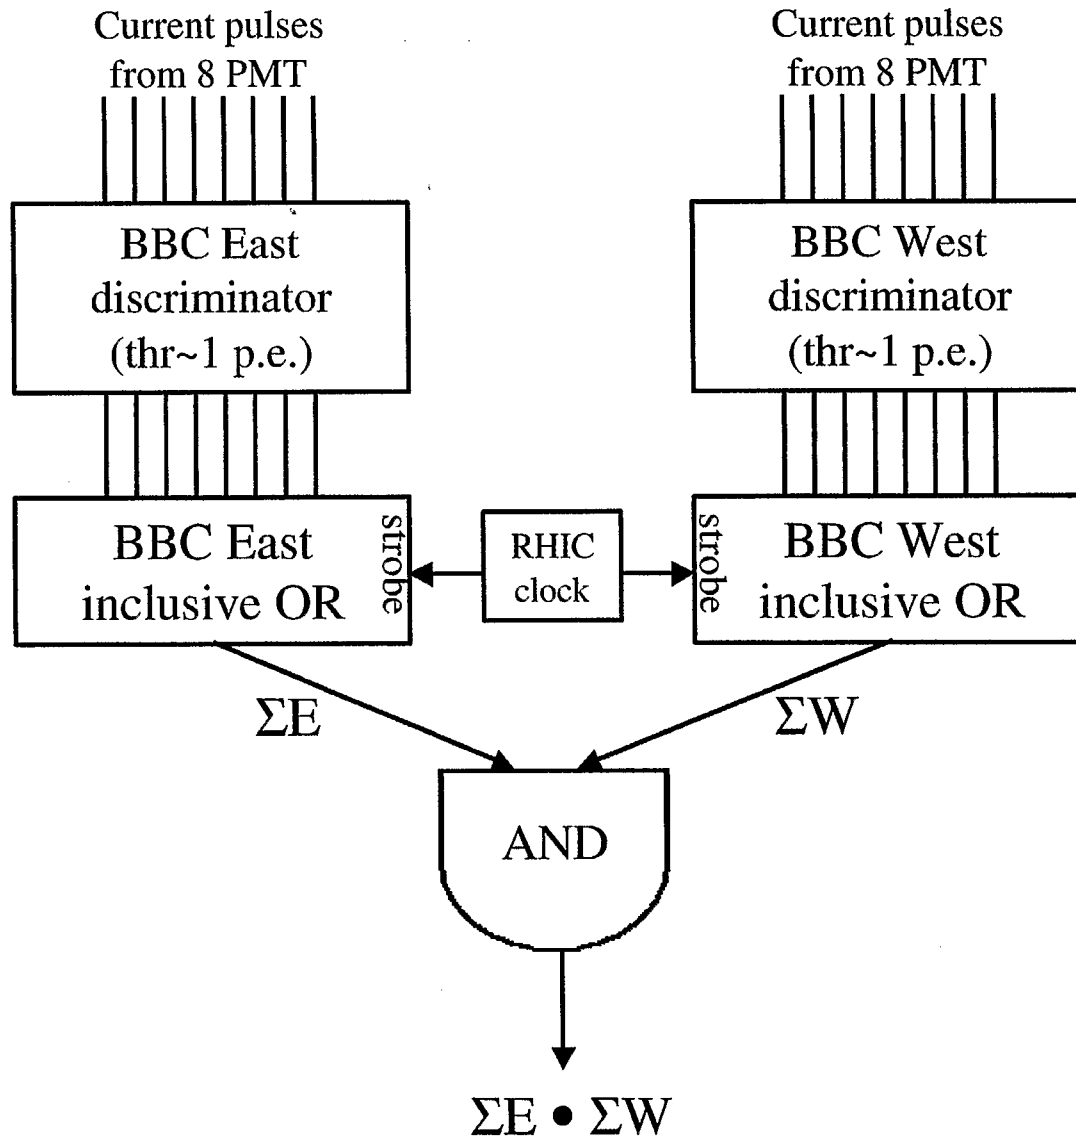 Current pulses
from 8 PMT
Current pulses
from 8 PMT
BBC East
discriminator
(thr~1 p.e.)
BBC West
discriminator
(thr~1 p.e.)
BBC East
inclusive OR
strobe
RHIC
clock
strobe
BBC West
inclusive OR
ΣE
ΣW
AND
ΣE • ΣW